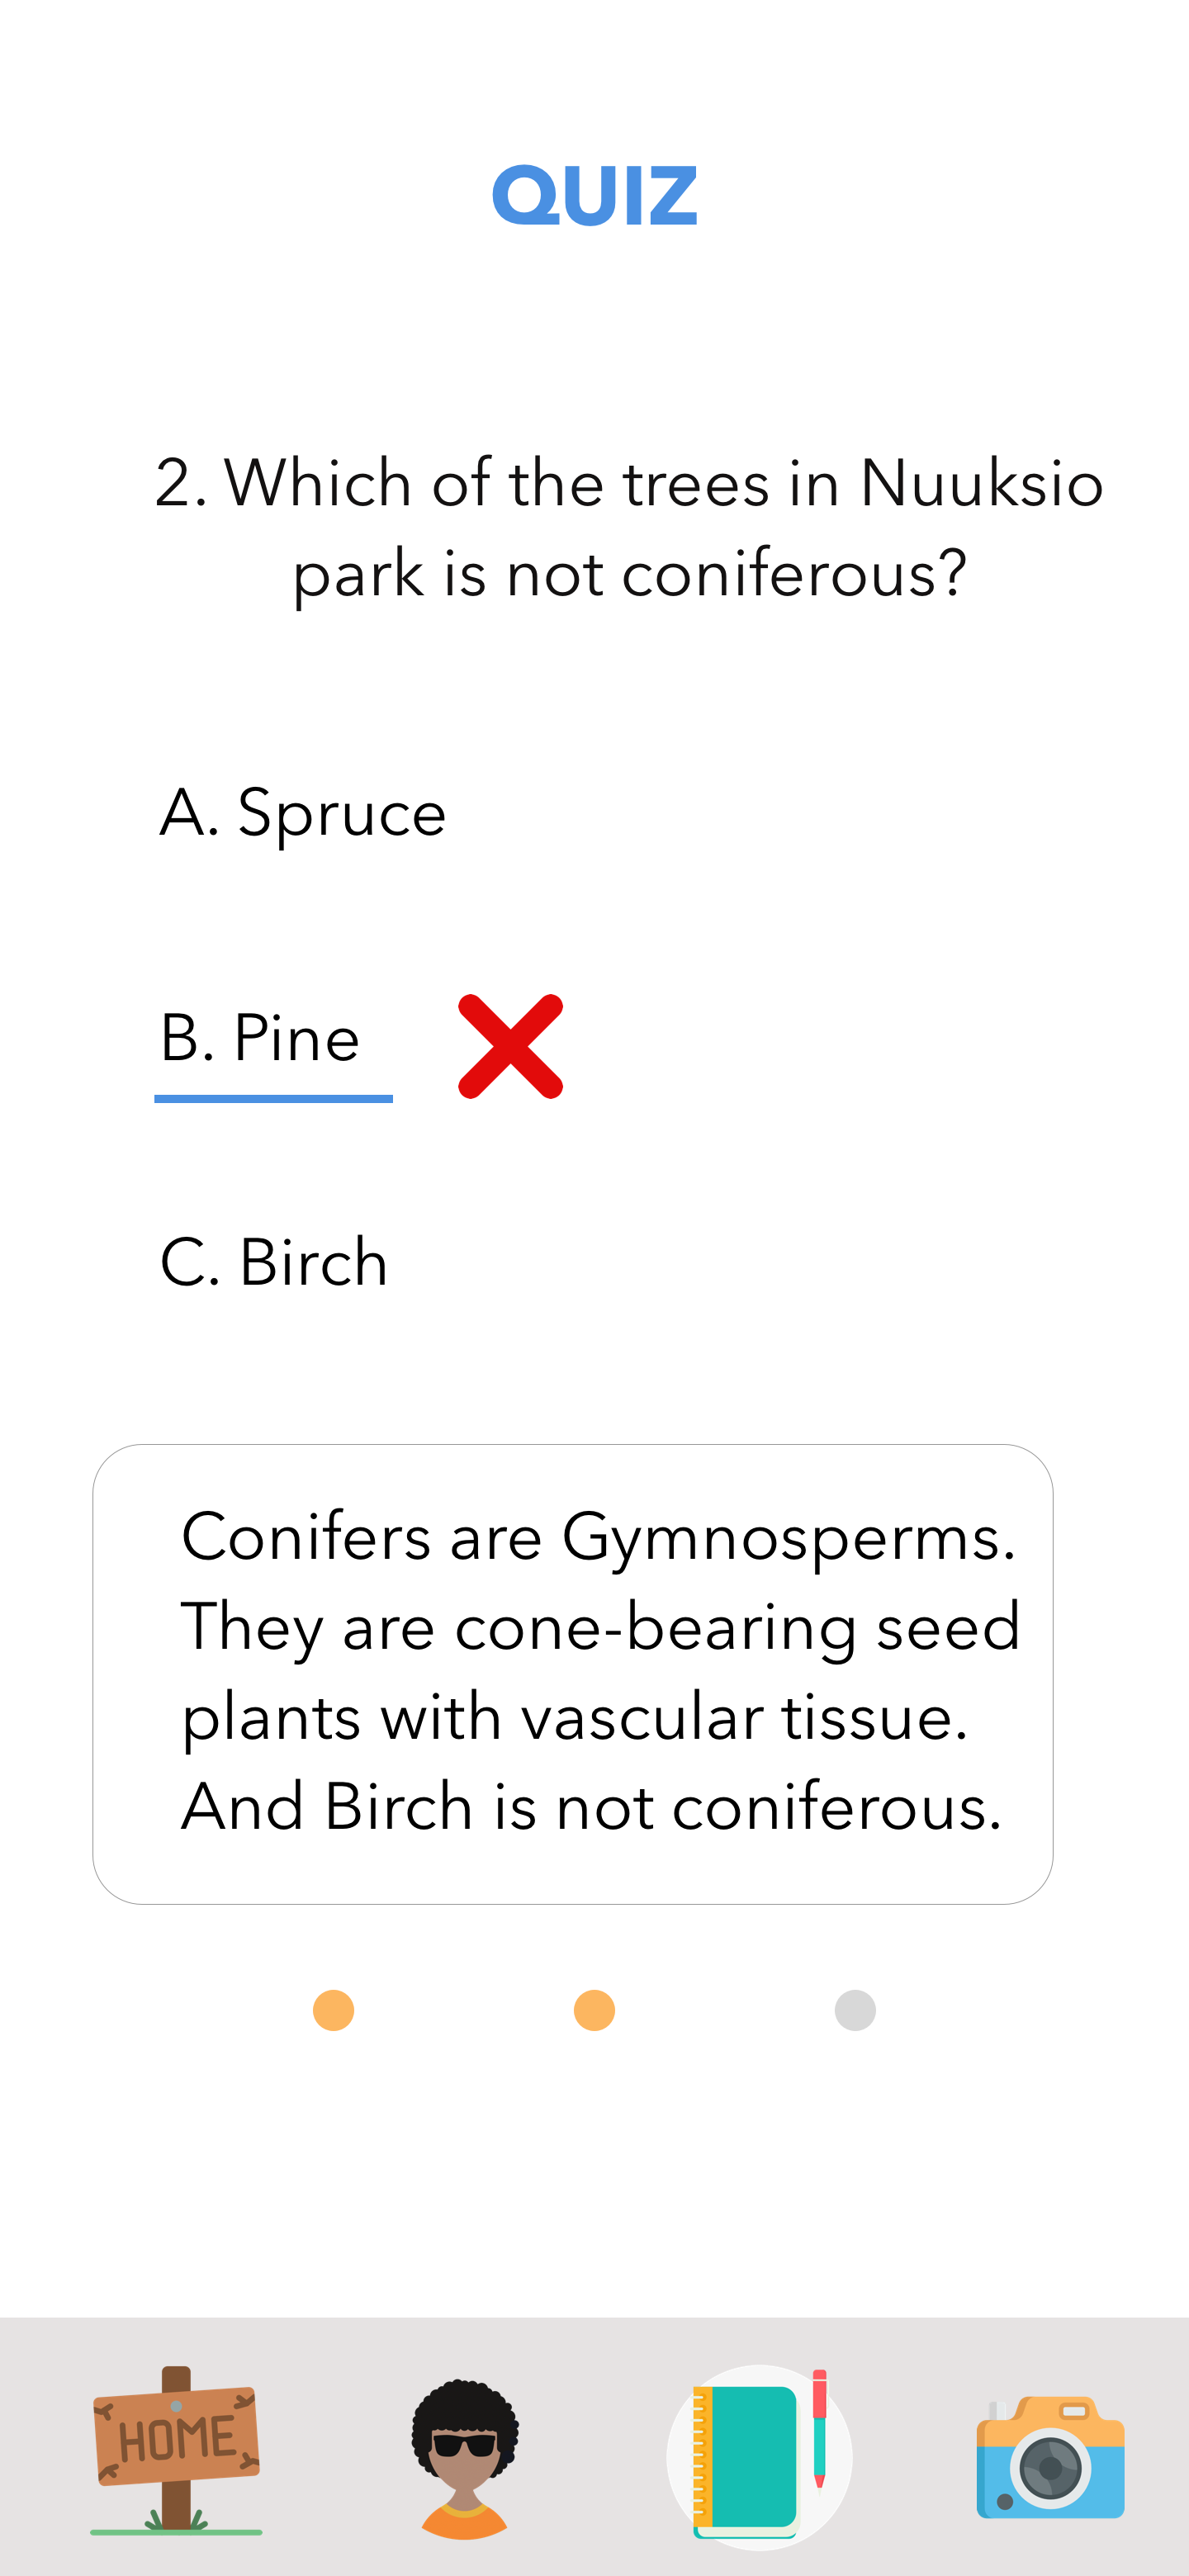 QUIZ
2. Which of the trees in Nuuksio
park is not coniferous?
A. Spruce
B. Pine
C. Birch
Conifers are Gymnosperms.
They are cone-bearing seed
plants with vascular tissue.
And Birch is not coniferous.
HOME